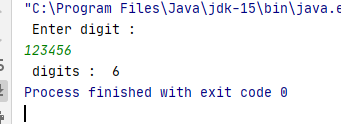 "C:\Program Files\Java\jdk-15\bin\java.e
Enter digit :
123456
digits :  6
Process finished with exit code 0